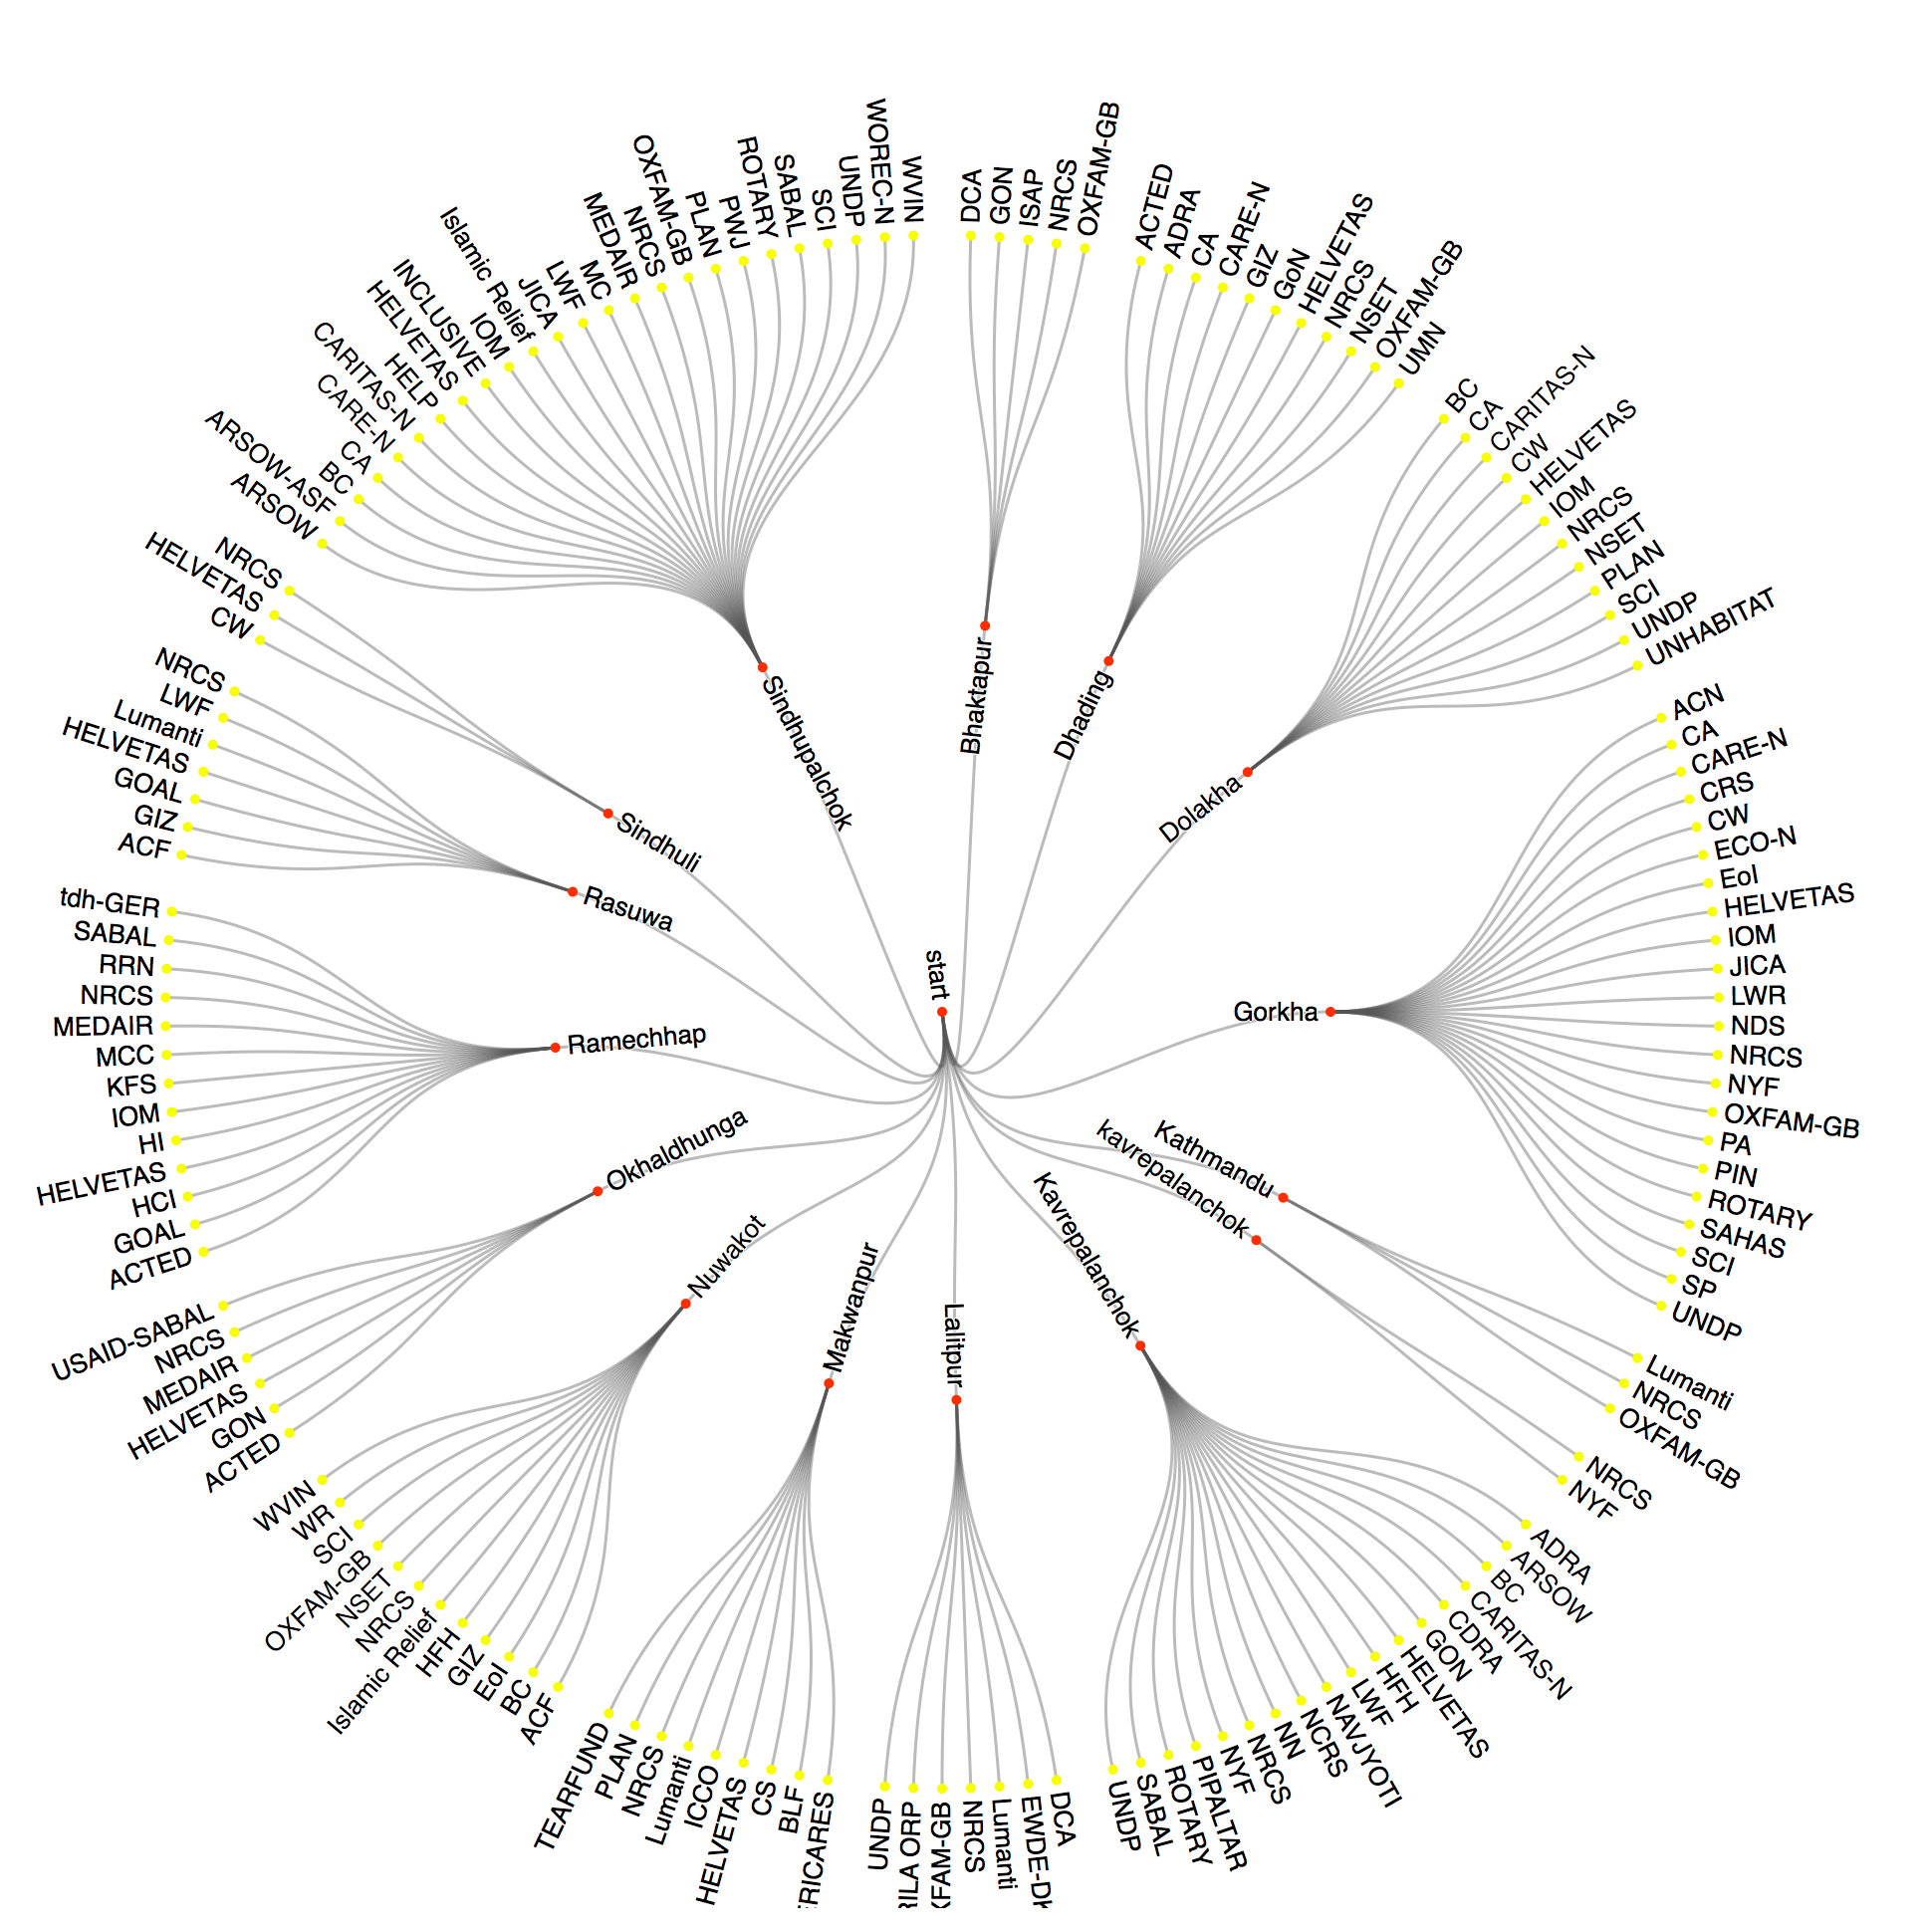 start
Bhaktapur
DCA
GON
ISAP
NRCS
OXFAM-GB
Dhading
ACTED
ADRA
CA
CARE-N
GIZ
GoN
HELVETAS
NRCS
NSET
OXFAM-GB
UMN
Dolakha
BC
CA
CARITAS-N
CW
HELVETAS
IOM
NRCS
NSET
PLAN
SCI
UNDP
UNHABITAT
Gorkha
ACN
CA
CARE-N
CRS
CW
ECO-N
EoI
HELVETAS
IOM
JICA
LWR
NDS
NRCS
NYF
OXFAM-GB
PA
PIN
ROTARY
SAHAS
SCI
SP
UNDP
Kathmandu
Lumanti
NRCS
OXFAM-GB
kavrepalanchok
NRCS
NYF
Kavrepalanchok
ADRA
ARSOW
BC
CARITAS-N
CDRA
GON
HELVETAS
HFH
LWF
NAVJYOTI
NCRS
NN
NRCS
NYF
PIPALTAR
ROTARY
SABAL
UNDP
Lalitpur
DCA
EWDE-DK
Lumanti
NRCS
XFAM-GB
RILA ORP
UNDP
Makwanpur
ERICARES
BLF
CS
HELVETAS
ICCO
Lumanti
NRCS
PLAN
TEARFUND
Nuwakot
ACF
BC
EoI
GIZ
HFH
Islamic Relief
NRCS
NSET
OXFAM-GB
SCI
WR
WVIN
Okhaldhunga
ACTED
GON
HELVETAS
MEDAIR
NRCS
USAID-SABAL
Ramechhap
ACTED
GOAL
HCI
HELVETAS
HI
IOM
KFS
MCC
MEDAIR
NRCS
RRN
SABAL
tdh-GER
Rasuwa
ACF
GIZ
GOAL
HELVETAS
Lumanti
LWF
NRCS
Sindhuli
CW
HELVETAS
NRCS
Sindhupalchok
ARSOW
ARSOW-ASF
BC
CA
CARE-N
CARITAS-N
HELP
HELVETAS
INCLUSIVE
IOM
Islamic Relief
JICA
LWF
MC
MEDAIR
NRCS
OXFAM-GB
PLAN
PWJ
ROTARY
SABAL
SCI
UNDP
WOREC-N
WVIN